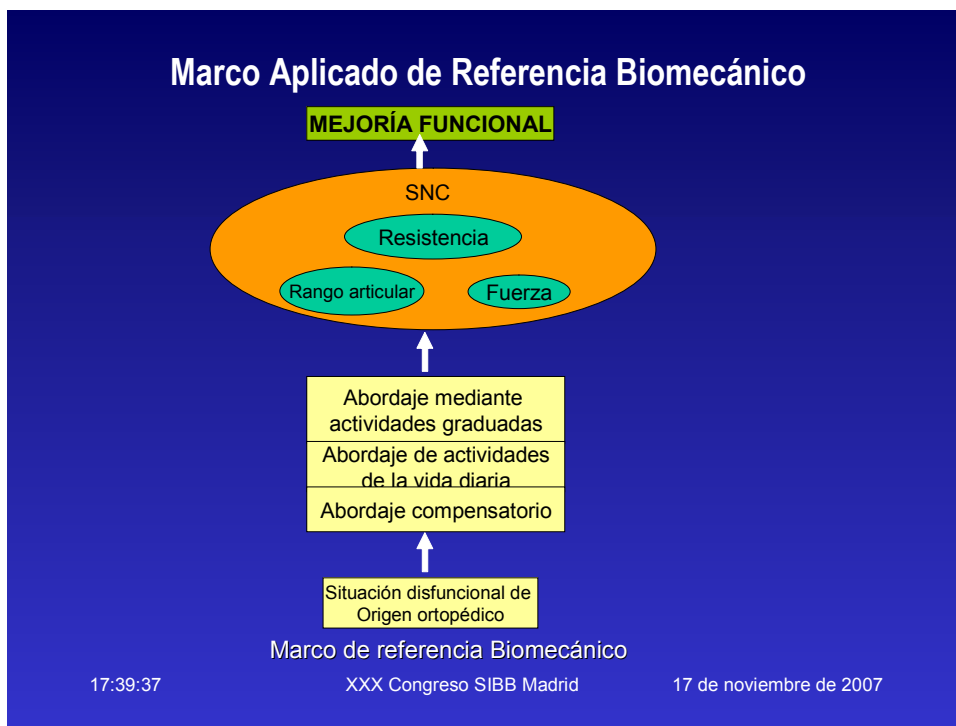 Marco Aplicado de Referencia Biomecánico
MEJORÍA FUNCIONAL
SNC
Resistencia
Rango articular
Fuerza
Abordaje mediante
actividades graduadas
Abordaje de actividades
de la vida diaria
Abordaje compensatorio
Situación disfuncional de
Origen ortopédico
Marco de referencia Biomecánico
17:39:37
XXX Congreso SIBB Madrid
17 de noviembre de 2007